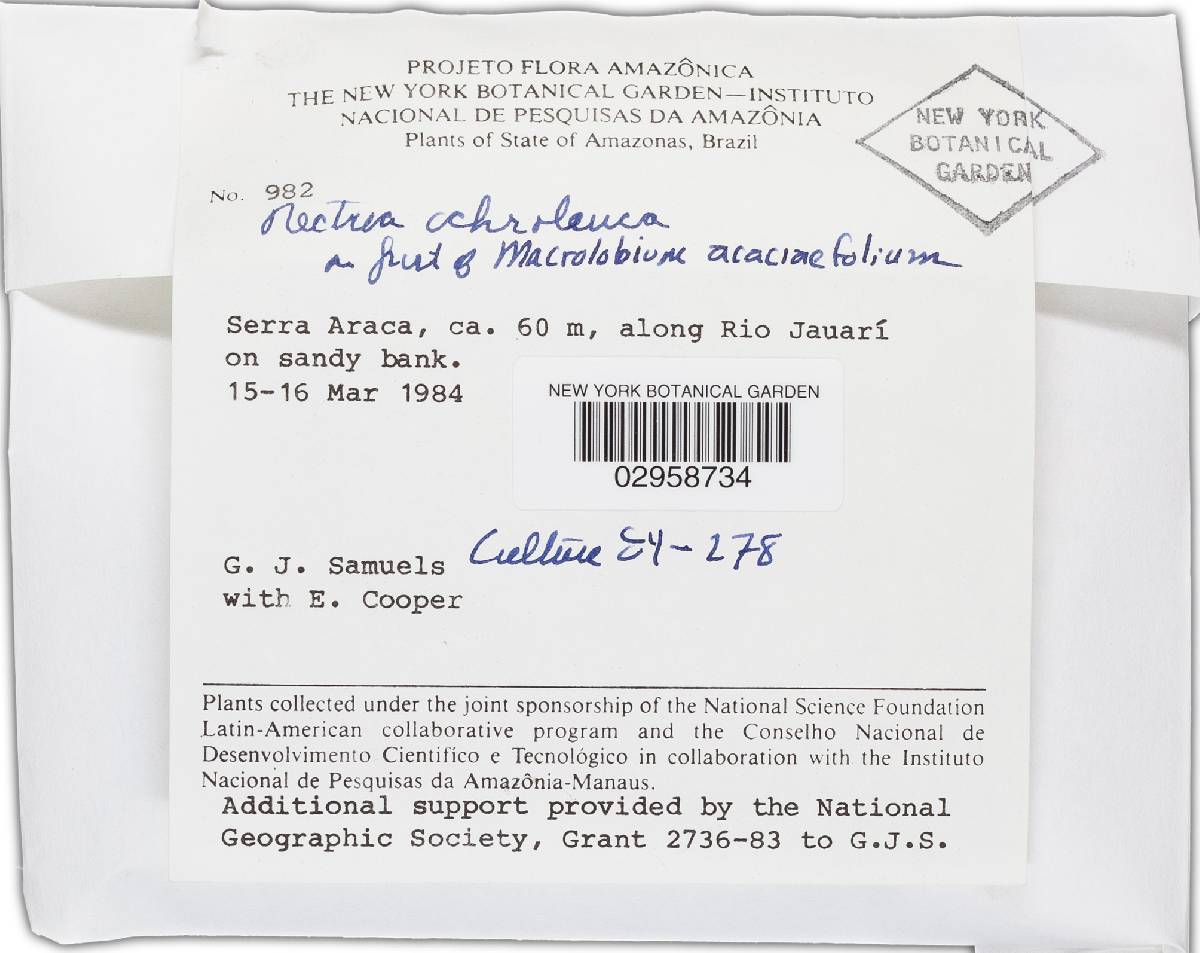 PROJETO FLORA AMAZÔNICA
THE NEW YORK BOTANICAL GARDEN—INSTITUTO
NACIONAL DE PESQUISAS DA AMAZÔNIA
Plants of State of Amazonas, Brazil
NEW YORK
BOTANICAL
GARDEN
No. 982
Nectria ochroleuca
on fruit of Macrolobium acaciaefolium
Serra Araca, ca. 60 m, along Rio Jauarí
on sandy bank.
15-16 Mar 1984
NEW YORK BOTANICAL GARDEN
02958734
Culture 84-278
G. J. Samuels
with E. Cooper
Plants collected under the joint sponsorship of the National Science Foundation
Latin-American collaborative program and the Conselho Nacional de
Desenvolvimento Cientifico e Tecnológico in collaboration with the Instituto
Nacional de Pesquisas da Amazônia-Manaus.
Additional support provided by the National
Geographic Society, Grant 2736-83 to G.J.S.